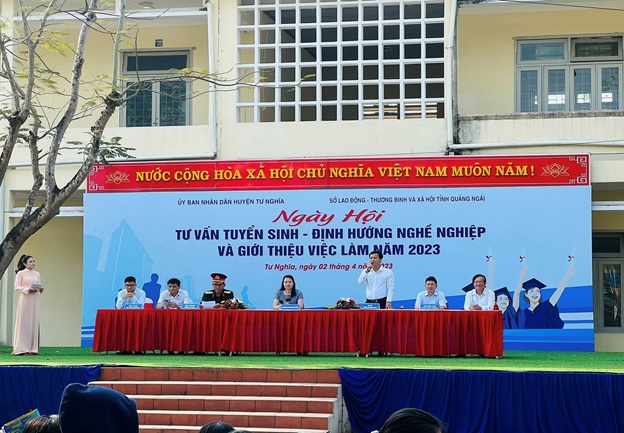 NƯỚC CỘNG HÒA XÃ HỘI CHỦ NGHĨA VIỆT NAM MUÔN NĂM!
ỦY BAN NHÂN DÂN HUYỆN TƯ NGHĨA
SỞ LAO ĐỘNG - THƯƠNG BINH VÀ XÃ HỘI TỈNH QUẢNG NGÃI
Ngày Hội
TƯ VẤN TUYỂN SINH - ĐỊNH HƯỚNG NGHỀ NGHIỆP
VÀ GIỚI THIỆU VIỆC LÀM NĂM 2023
Tư Nghĩa, ngày 02 tháng 4 năm 2023